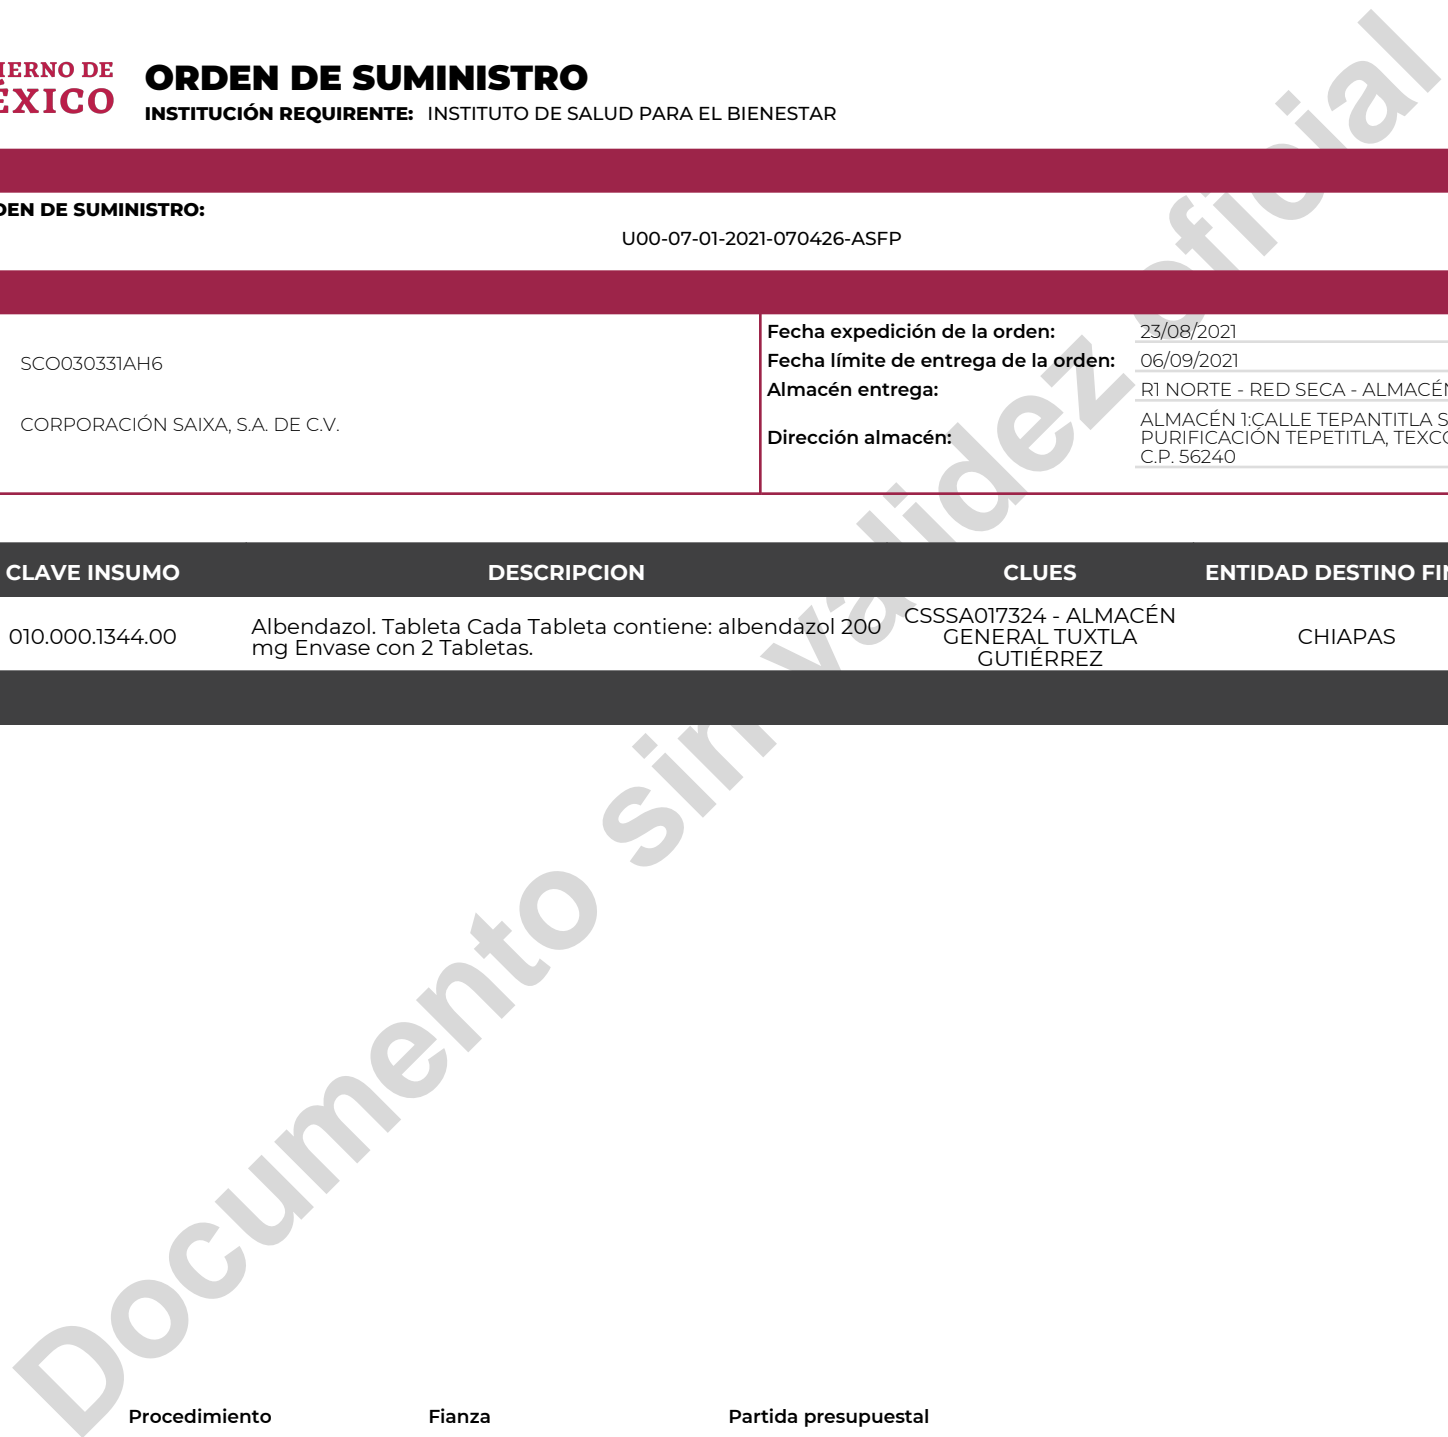 IERNO DE
ÉXICO
ORDEN DE SUMINISTRO
INSTITUCIÓN REQUIRENTE: INSTITUTO DE SALUD PARA EL BIENESTAR
DEN DE SUMINISTRO:
U00-07-01-2021-070426-ASFP
SCO030331AH6
CORPORACIÓN SAIXA, S.A. DE C.V.
Fecha expedición de la orden: 23/08/2021
Fecha límite de entrega de la orden: 06/09/2021
Almacén entrega: R1 NORTE - RED SECA - ALMACÉN
Dirección almacén: ALMACÉN 1:CALLE TEPANTITLA S
PURIFICACIÓN TEPETITLA, TEXCO
C.P. 56240
CLAVE INSUMO DESCRIPCION CLUES ENTIDAD DESTINO FIN
010.000.1344.00
Albendazol. Tableta Cada Tableta contiene: albendazol 200
mg Envase con 2 Tabletas.
CSSSA017324 - ALMACÉN
GENERAL TUXTLA
GUTIÉRREZ
CHIAPAS
Documento sin validez oficial
Procedimiento Fianza Partida presupuestal